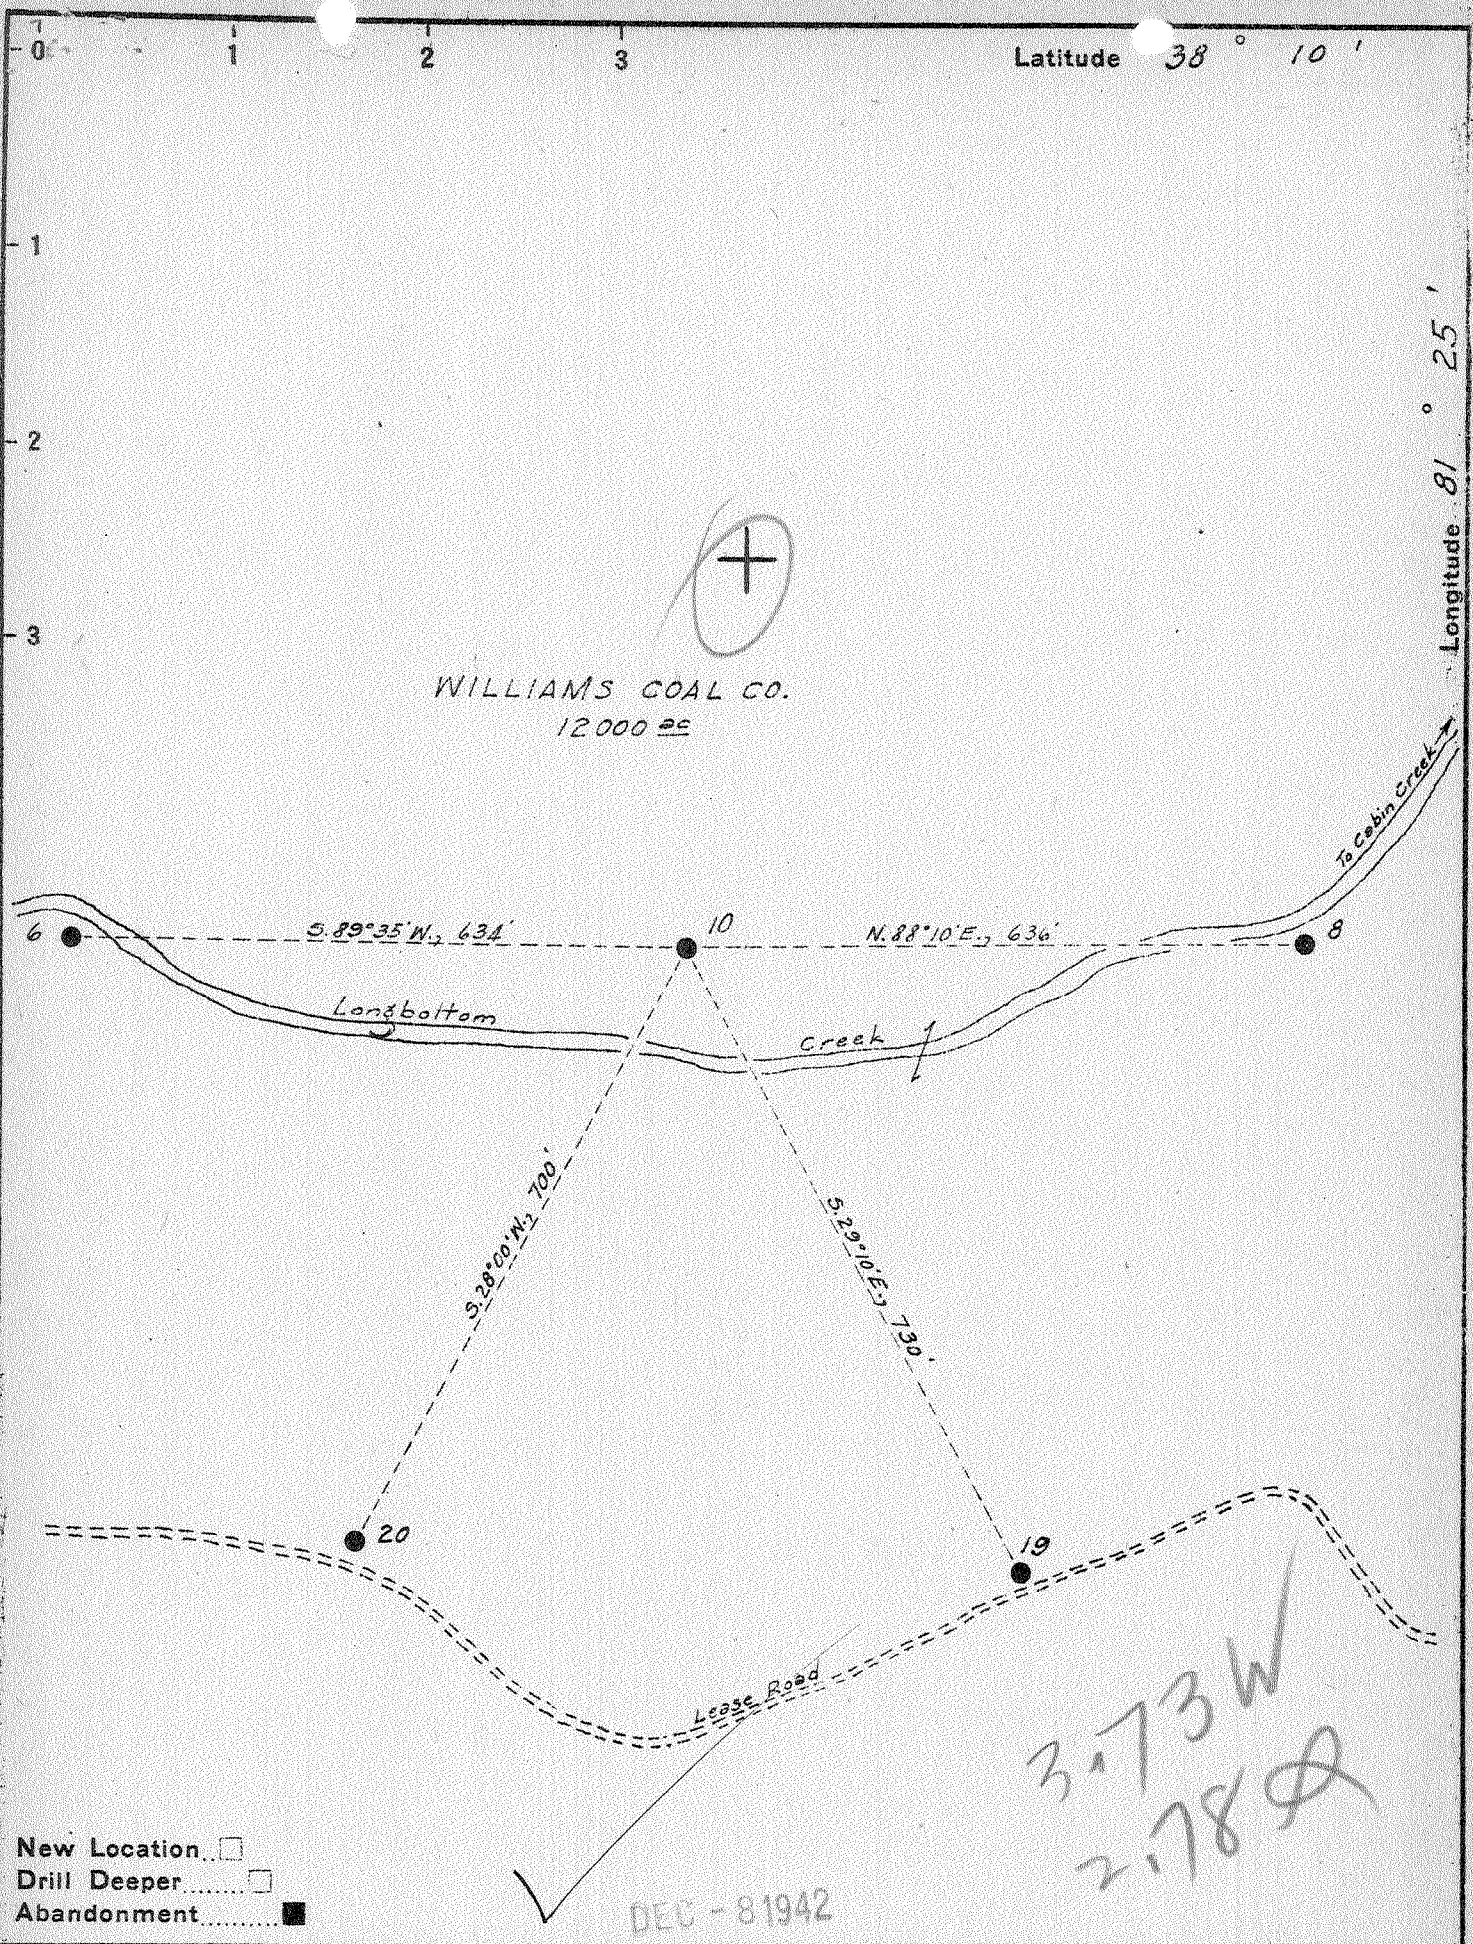 0 1 2 3 Latitude 38° 10'
0
1
2
3
Longitude 81° 25'
WILLIAMS COAL CO.
12000 ac
To Cabin Creek
6 S.89°35'W., 634' 10 N.88°10'E., 636' 8
Longbottom Creek
S.28°00'W., 700'
S.29°10'E., 730'
20
19
Lease Road
3.73W
2.78
New Location
Drill Deeper
Abandonment
DEC - 8 1942